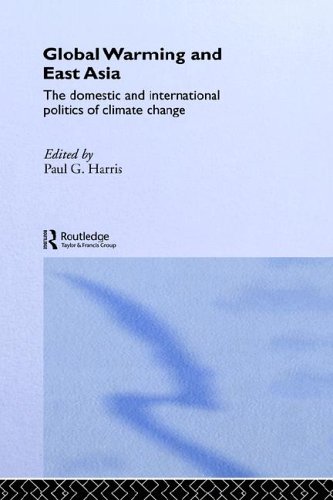 Global Warming and
East Asia
The domestic and international
politics of climate change
Edited by
Paul G. Harris
Routledge
Taylor & Francis Group